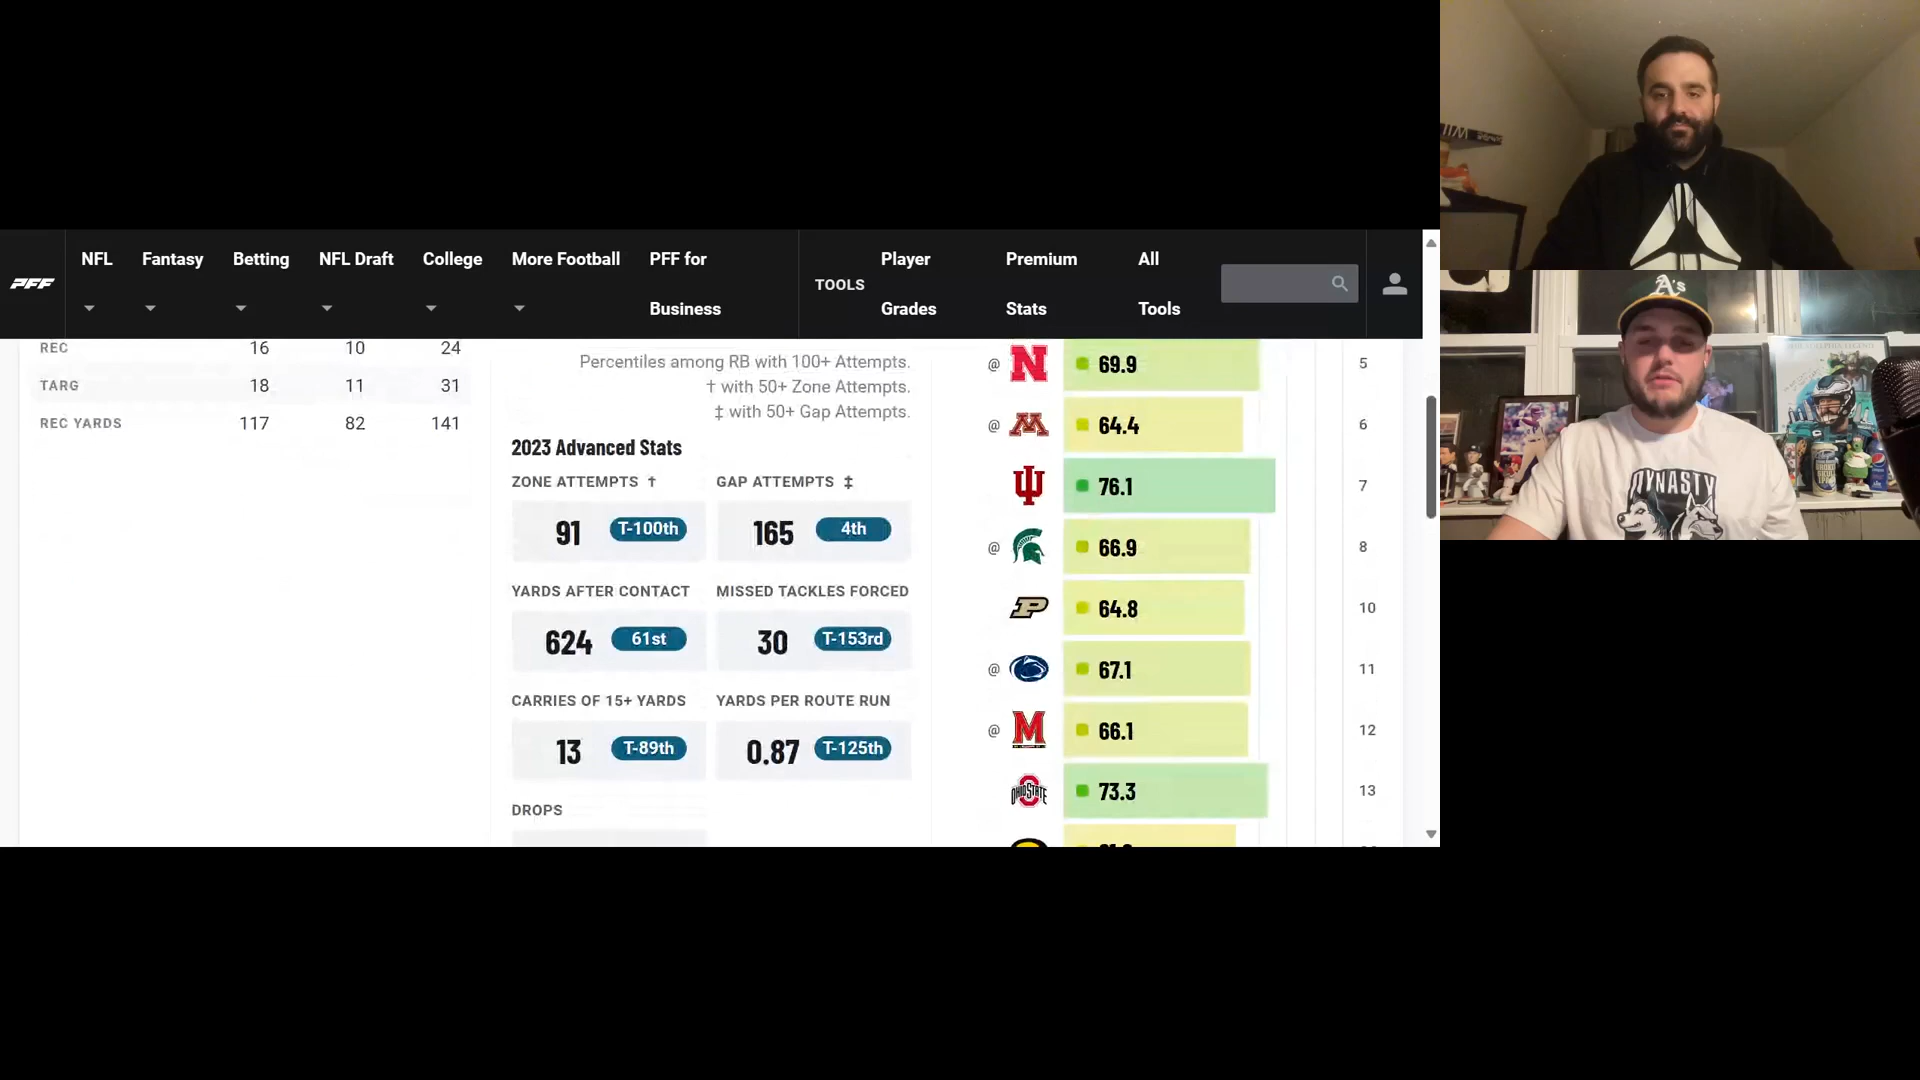 PFF
NFL
Fantasy
Betting
NFL Draft
College
More Football
PFF for
Business
TOOLS
Player
Grades
Premium
Stats
All
Tools
REC 16 10 24
TARG 18 11 31
REC YARDS 117 82 141
Percentiles among RB with 100+ Attempts.
† with 50+ Zone Attempts.
‡ with 50+ Gap Attempts.
2023 Advanced Stats
ZONE ATTEMPTS † GAP ATTEMPTS ‡
91 T-100th 165 4th
YARDS AFTER CONTACT MISSED TACKLES FORCED
624 61st 30 T-153rd
CARRIES OF 15+ YARDS YARDS PER ROUTE RUN
13 T-89th 0.87 T-125th
DROPS
@ N 69.9 5
@ M 64.4 6
IU 76.1 7
@ 66.9 8
P 64.8 10
@ 67.1 11
@ M 66.1 12
OHIO STATE 73.3 13
A's
DYNASTY